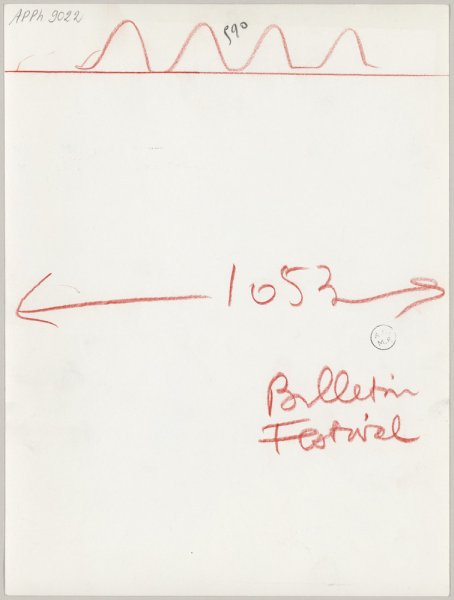 APPh 9022
590
1053
Bulletin
Festival